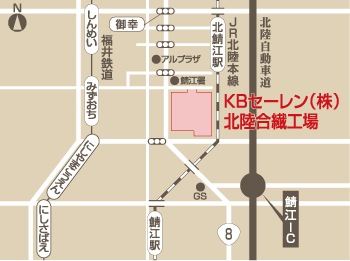 N
しんめい
福井鉄道
みずおち
にしやまこうえん
にしさばえ
御幸
アルプラザ
鯖江署
北鯖江駅
JR北陸本線
北陸自動車道
KBセーレン(株)
北陸合繊工場
GS
鯖江駅
8
鯖江IC